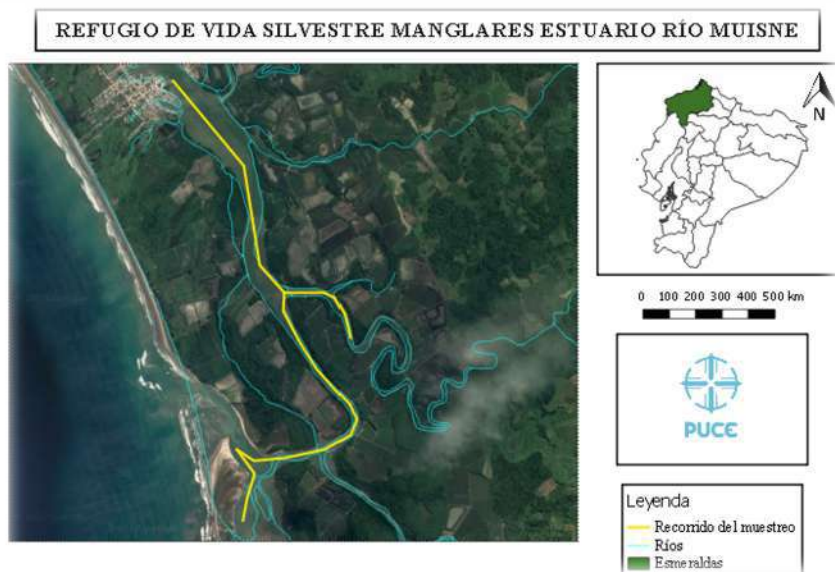 REFUGIO DE VIDA SILVESTRE MANGLARES ESTUARIO RÍO MUISNE
N
0 100 200 300 400 500 km
PUCE
Leyenda
Recorrido del muestreo
Ríos
Esmeraldas